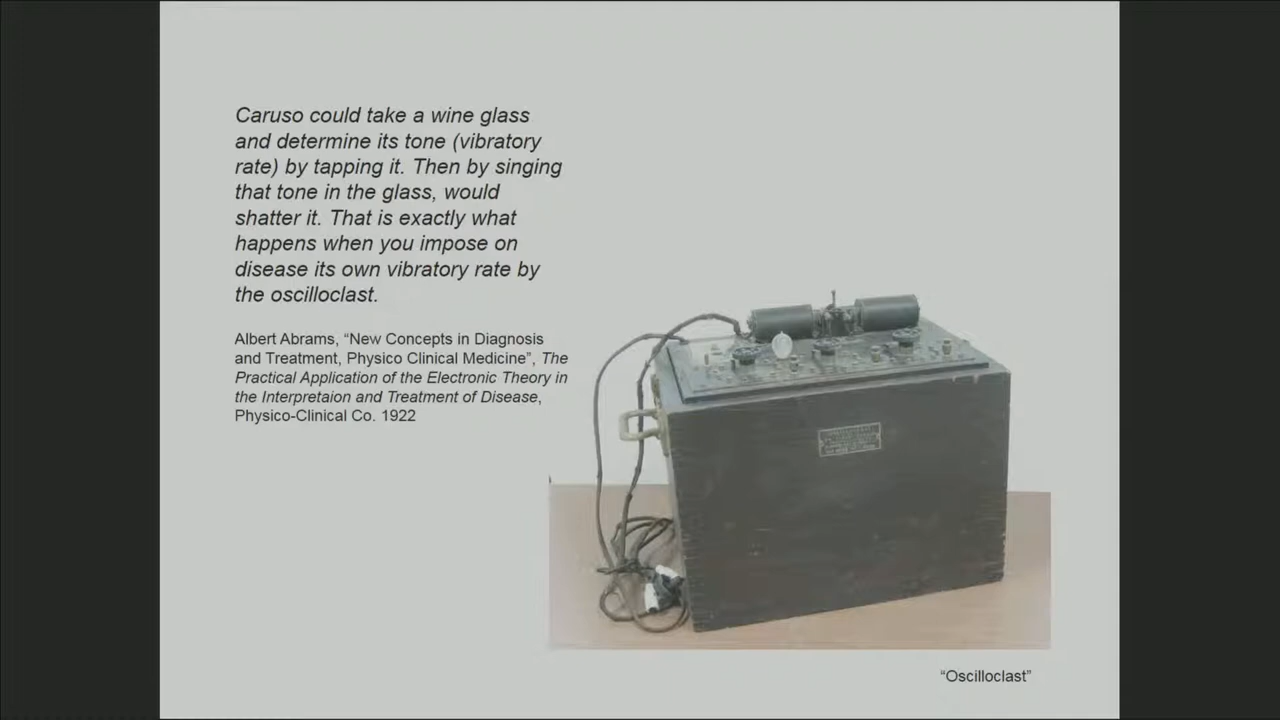 Caruso could take a wine glass
and determine its tone (vibratory
rate) by tapping it. Then by singing
that tone in the glass, would
shatter it. That is exactly what
happens when you impose on
disease its own vibratory rate by
the oscilloclast.
Albert Abrams, “New Concepts in Diagnosis
and Treatment, Physico Clinical Medicine”, The
Practical Application of the Electronic Theory in
the Interpretaion and Treatment of Disease,
Physico-Clinical Co. 1922
“Oscilloclast”